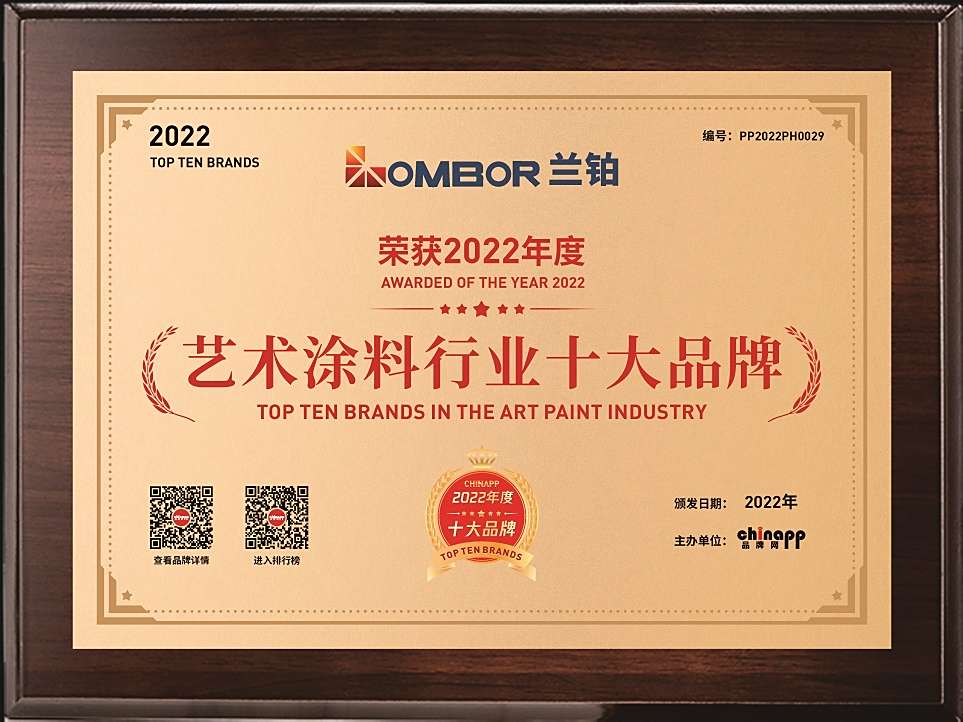 2022
TOP TEN BRANDS
编号：PP2022PH0029
LOMBOR 兰铂
荣获2022年度
AWARDED OF THE YEAR 2022
艺术涂料行业十大品牌
TOP TEN BRANDS IN THE ART PAINT INDUSTRY
查看品牌详情
进入排行榜
CHINAPP
2022年度
十大品牌
TOP TEN BRANDS
颁发日期： 2022年
主办单位： chinapp
品牌网